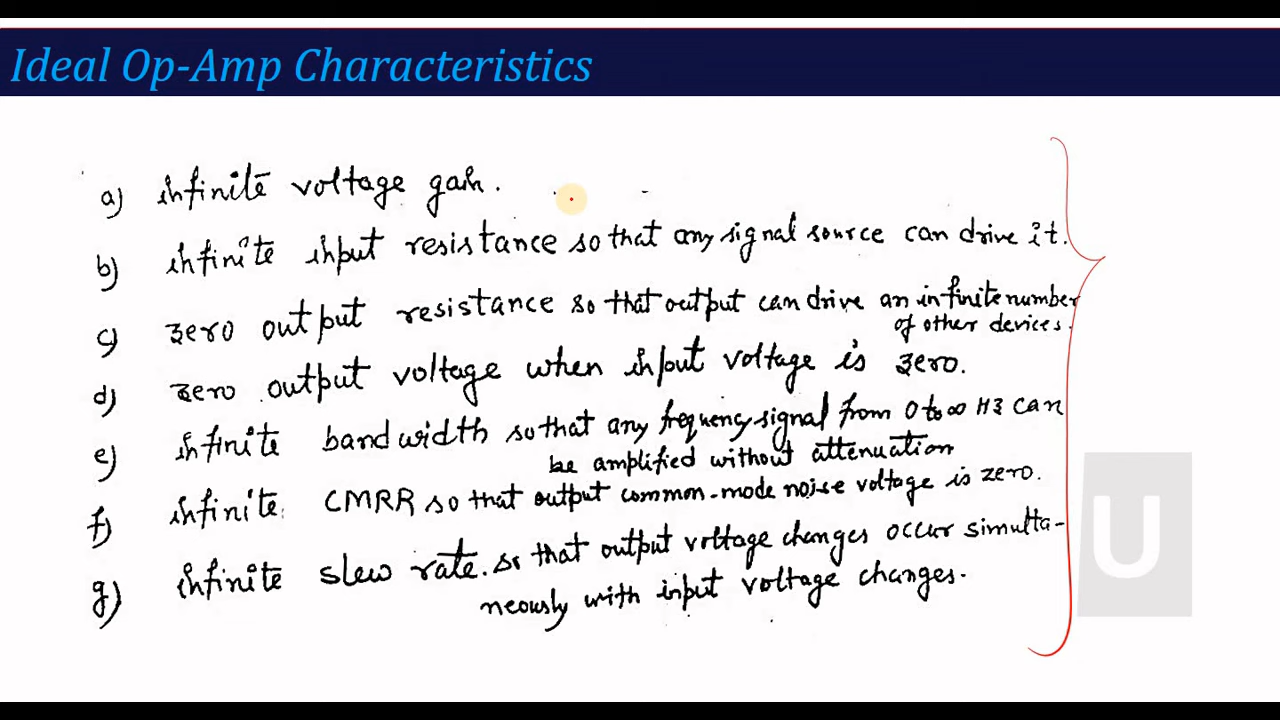 Ideal Op-Amp Characteristics
a) infinite voltage gain.
b) infinite input resistance so that any signal source can drive it.
c) zero output resistance so that output can drive an infinite number
of other devices.
d) zero output voltage when input voltage is zero.
e) infinite bandwidth so that any frequency signal from 0 to ∞ Hz can
be amplified without attenuation
f) infinite CMRR so that output common-mode noise voltage is zero.
g) infinite slew rate. so that output voltage changes occur simulta-
neously with input voltage changes.
U